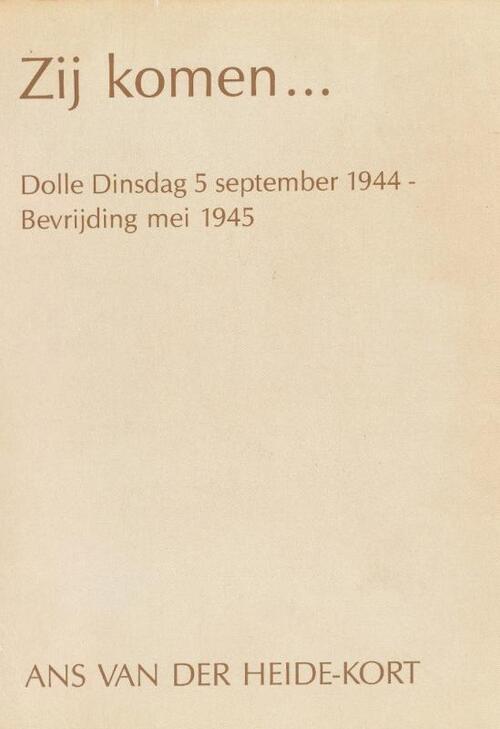 Zij komen...
Dolle Dinsdag 5 september 1944 -
Bevrijding mei 1945
ANS VAN DER HEIDE-KORT